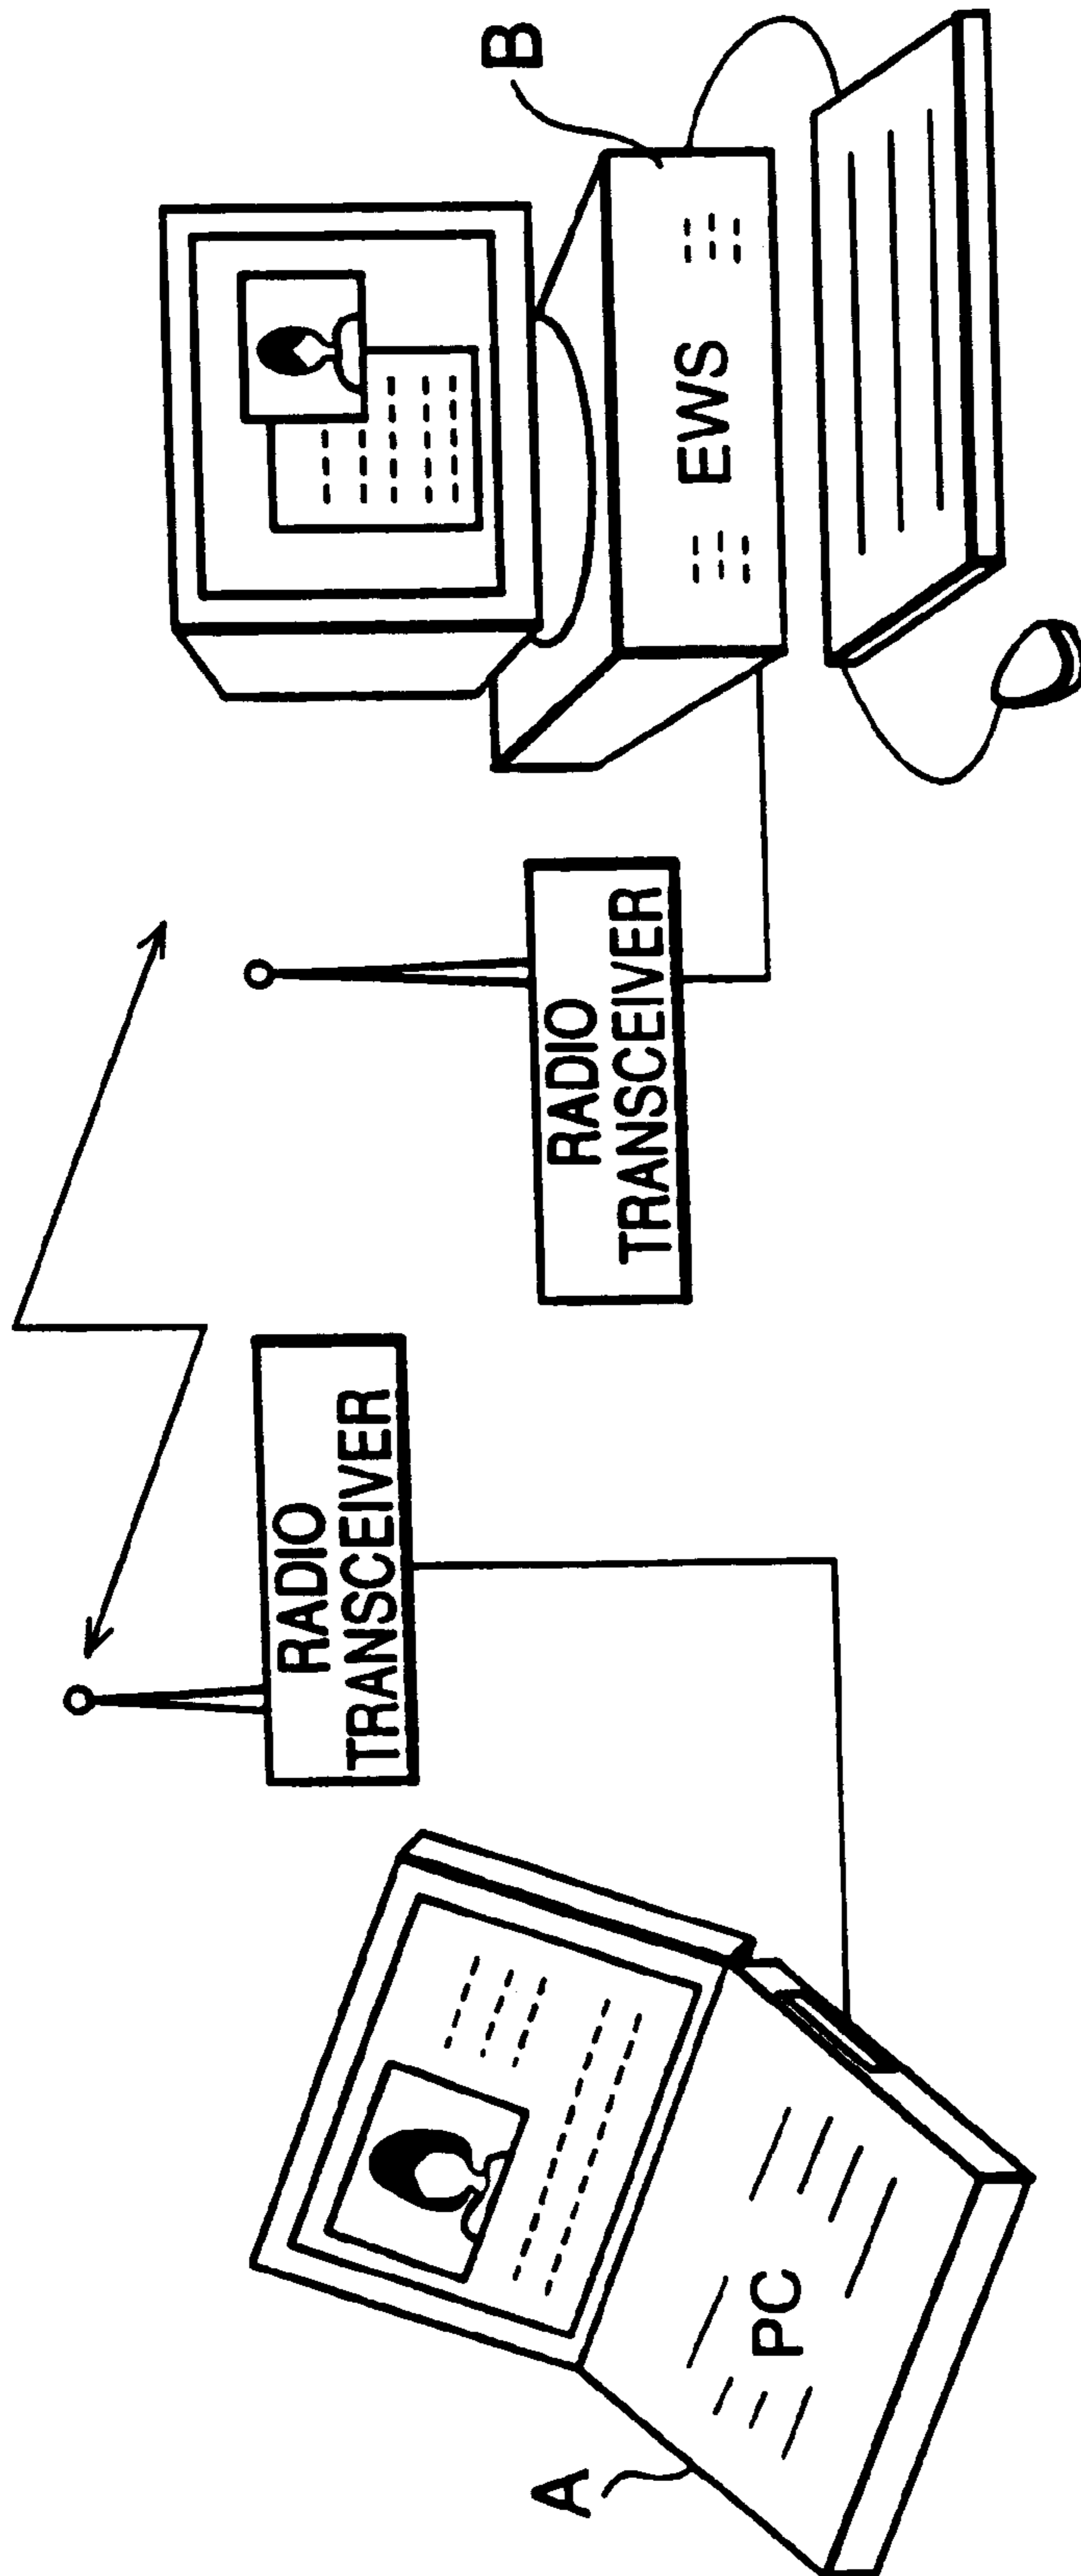 A
PC
RADIO
TRANSCEIVER
RADIO
TRANSCEIVER
B
EWS